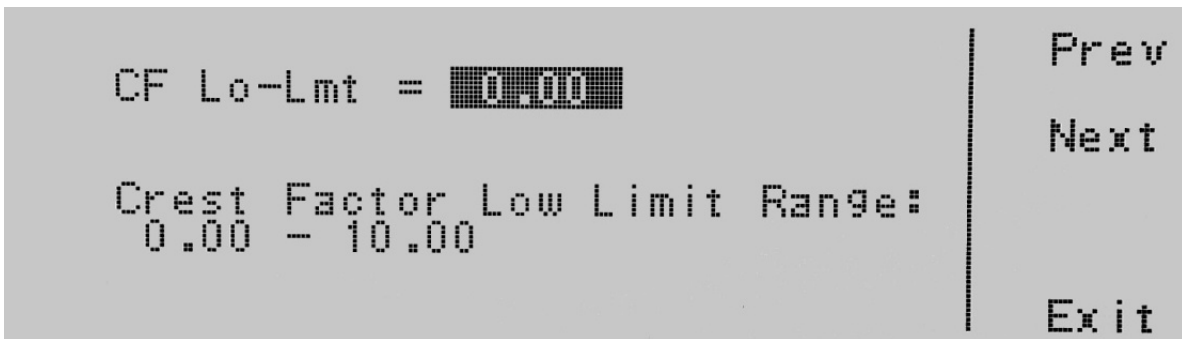 CF Lo-Lmt = 0.00
Crest Factor Low Limit Range:
0.00 - 10.00
Prev
Next
Exit